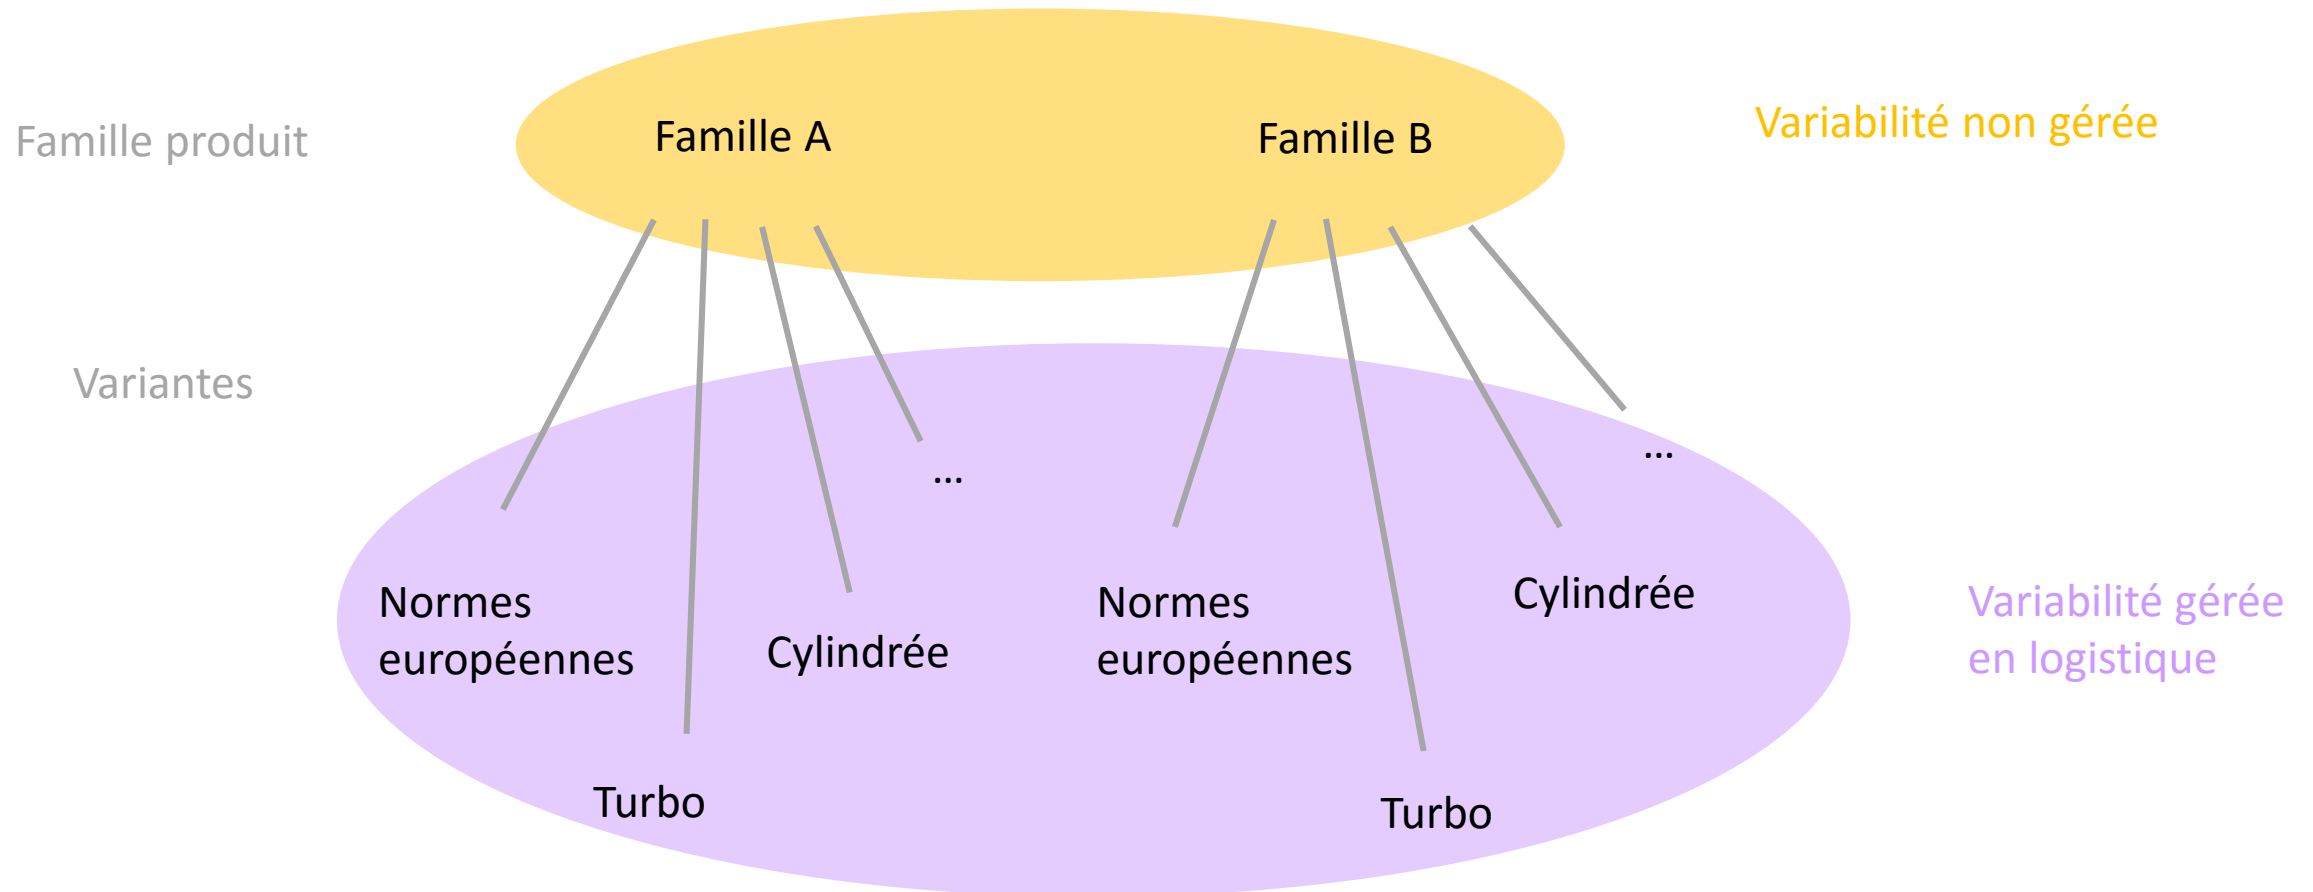 Famille produit
Famille A
Famille B
Variabilité non gérée
Variantes
...
...
Normes
européennes
Cylindrée
Normes
européennes
Cylindrée
Variabilité gérée
en logistique
Turbo
Turbo